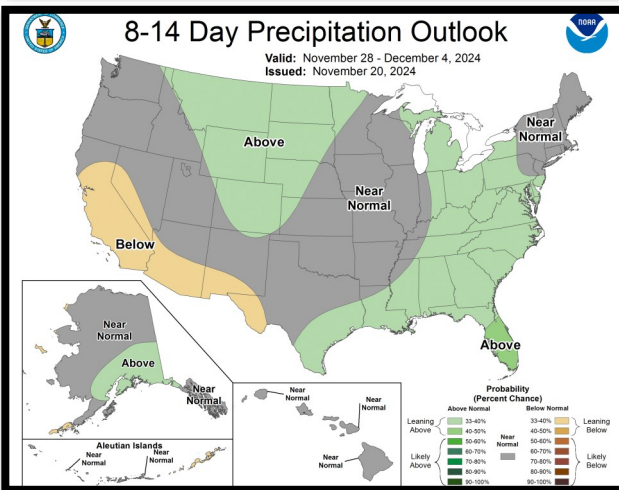 8-14 Day Precipitation Outlook
Valid: November 28 - December 4, 2024
Issued: November 20, 2024
NOAA
Above
Near
Normal
Near
Normal
Below
Above
Near
Normal
Above
Near
Normal
Aleutian Islands
Near
Normal
Near
Normal
Near
Normal
Near
Normal
Near
Normal
Probability
(Percent Chance)
Above Normal
Below Normal
Leaning
Above
33-40%
40-50%
Likely
Above
50-60%
60-70%
70-80%
80-90%
90-100%
Near
Normal
33-40%
40-50%
Leaning
Below
50-60%
60-70%
70-80%
80-90%
90-100%
Likely
Below